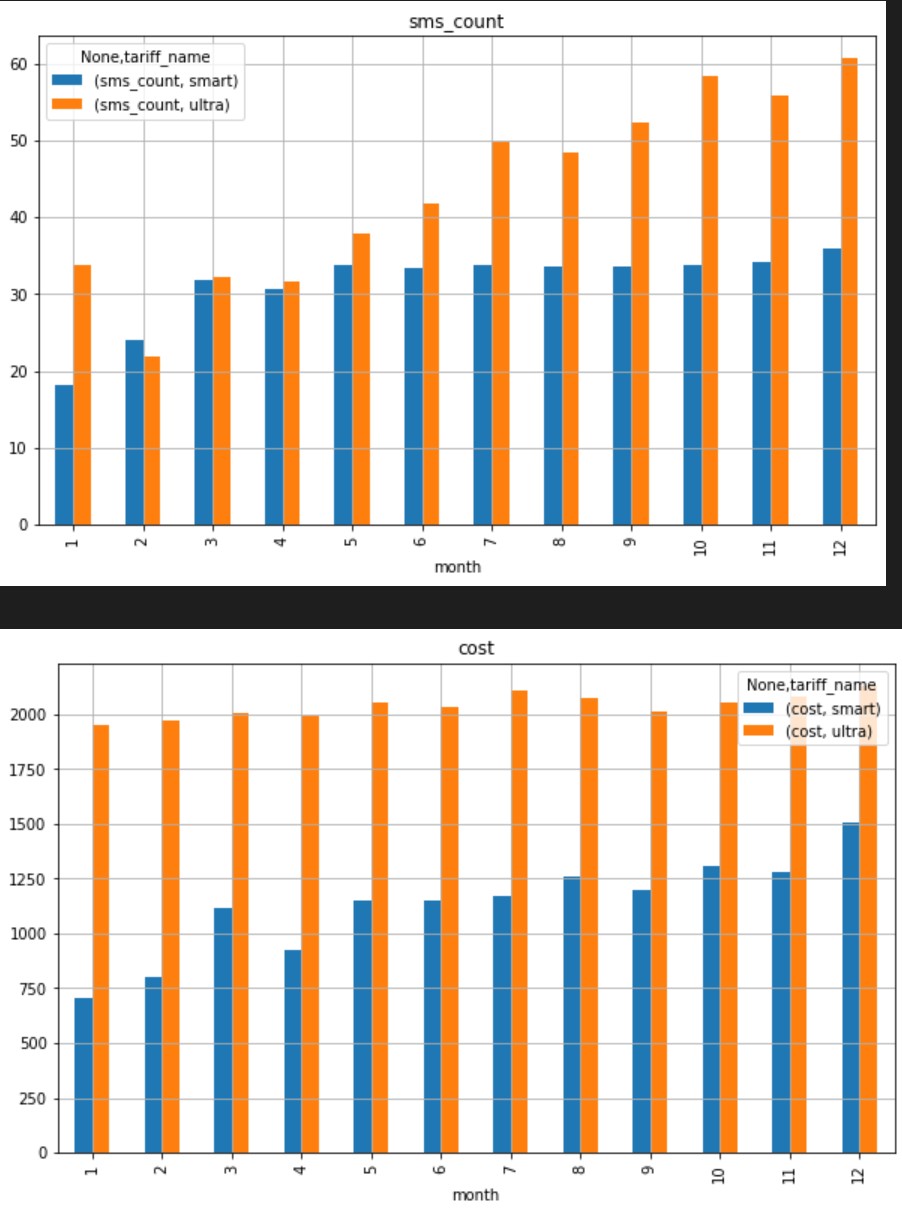 sms_count
None,tariff_name
(sms_count, smart)
(sms_count, ultra)
60
50
40
30
20
10
0
1 2 3 4 5 6 7 8 9 10 11 12
month
cost
None,tariff_name
(cost, smart)
(cost, ultra)
2000
1750
1500
1250
1000
750
500
250
0
1 2 3 4 5 6 7 8 9 10 11 12
month